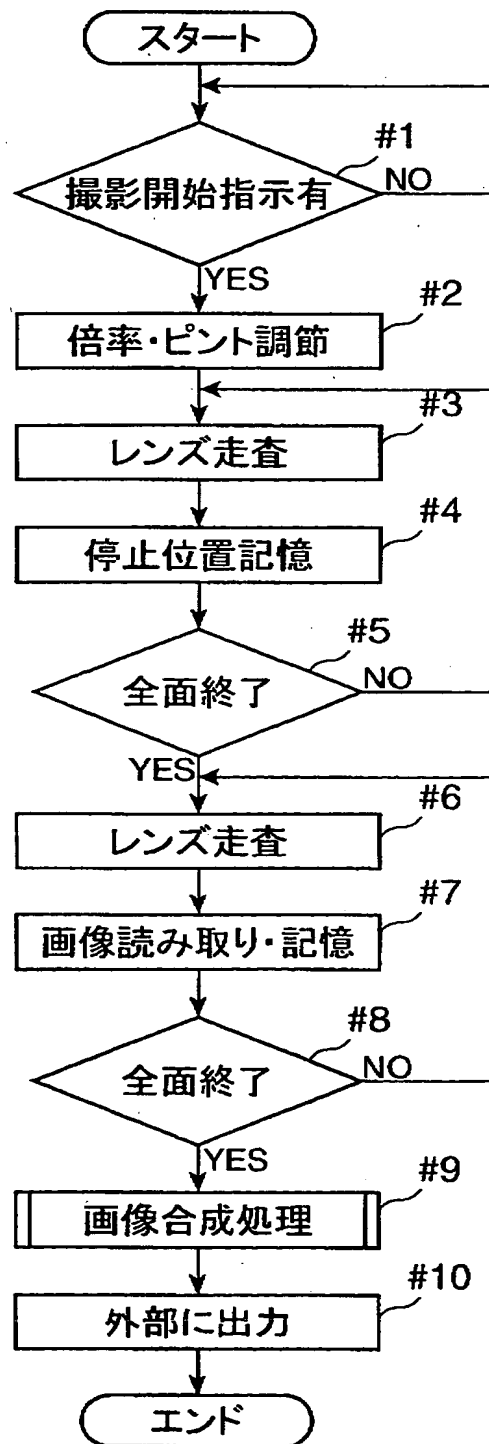 スタート
#1
撮影開始指示有
NO
YES
#2
倍率・ピント調節
#3
レンズ走査
#4
停止位置記憶
#5
全面終了
NO
YES
#6
レンズ走査
#7
画像読み取り・記憶
#8
全面終了
NO
YES
#9
画像合成処理
#10
外部に出力
エンド